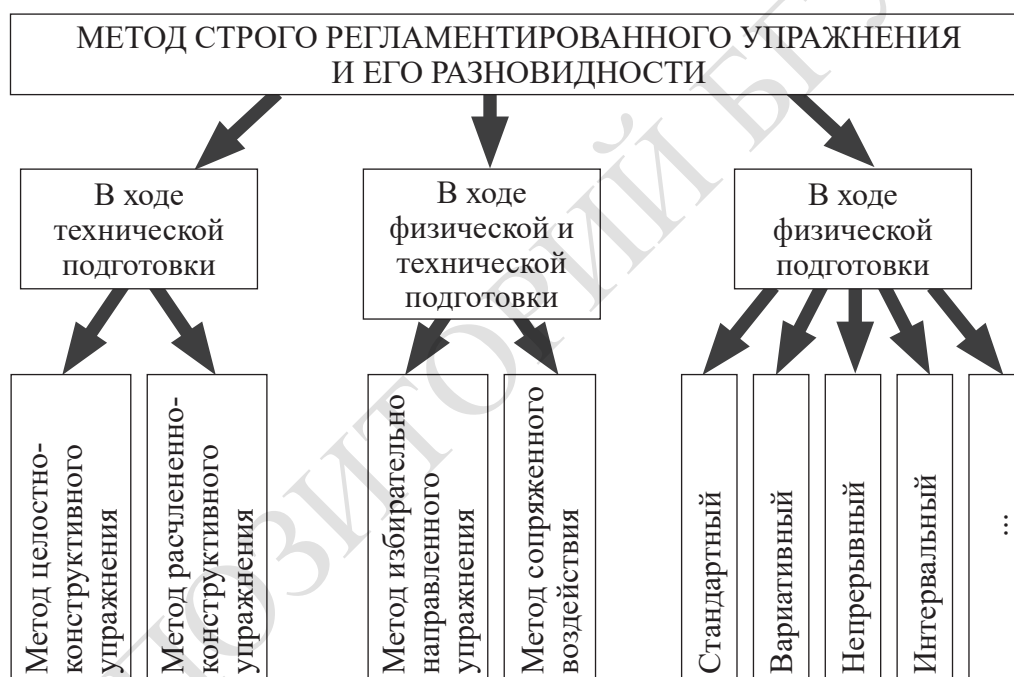 МЕТОД СТРОГО РЕГЛАМЕНТИРОВАННОГО УПРАЖНЕНИЯ
И ЕГО РАЗНОВИДНОСТИ
В ходе
технической
подготовки
В ходе
физической и
технической
подготовки
В ходе
физической
подготовки
Метод целостно-
конструктивного
упражнения
Метод расчлененно-
конструктивного
упражнения
Метод избирательно
направленного
упражнения
Метод сопряженного
воздействия
Стандартный
Вариативный
Непрерывный
Интервальный
...